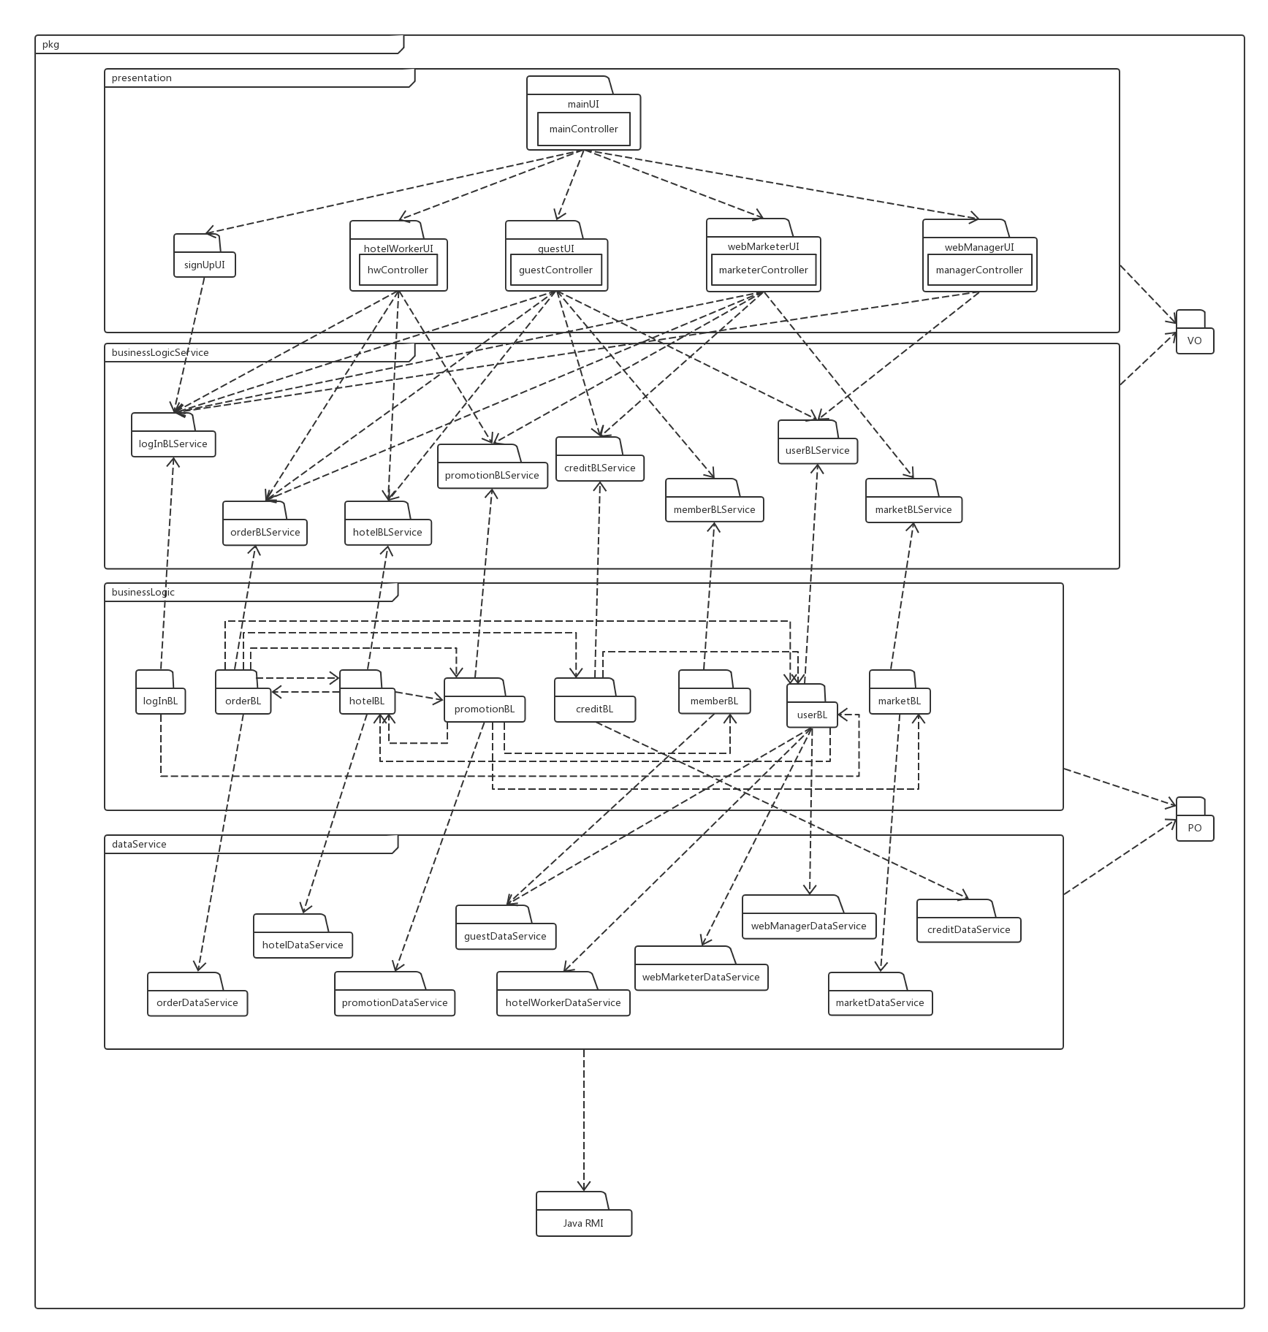 pkg
presentation
mainUI
mainController
signUpUI
hotelWorkerUI
hwController
guestUI
guestController
webMarketerUI
marketerController
webManagerUI
managerController
VO
businessLogicService
logInBLService
orderBLService
hotelBLService
promotionBLService
creditBLService
memberBLService
userBLService
marketBLService
businessLogic
logInBL
orderBL
hotelBL
promotionBL
creditBL
memberBL
userBL
marketBL
PO
dataService
orderDataService
hotelDataService
promotionDataService
guestDataService
hotelWorkerDataService
webMarketerDataService
webManagerDataService
marketDataService
creditDataService
Java RMI